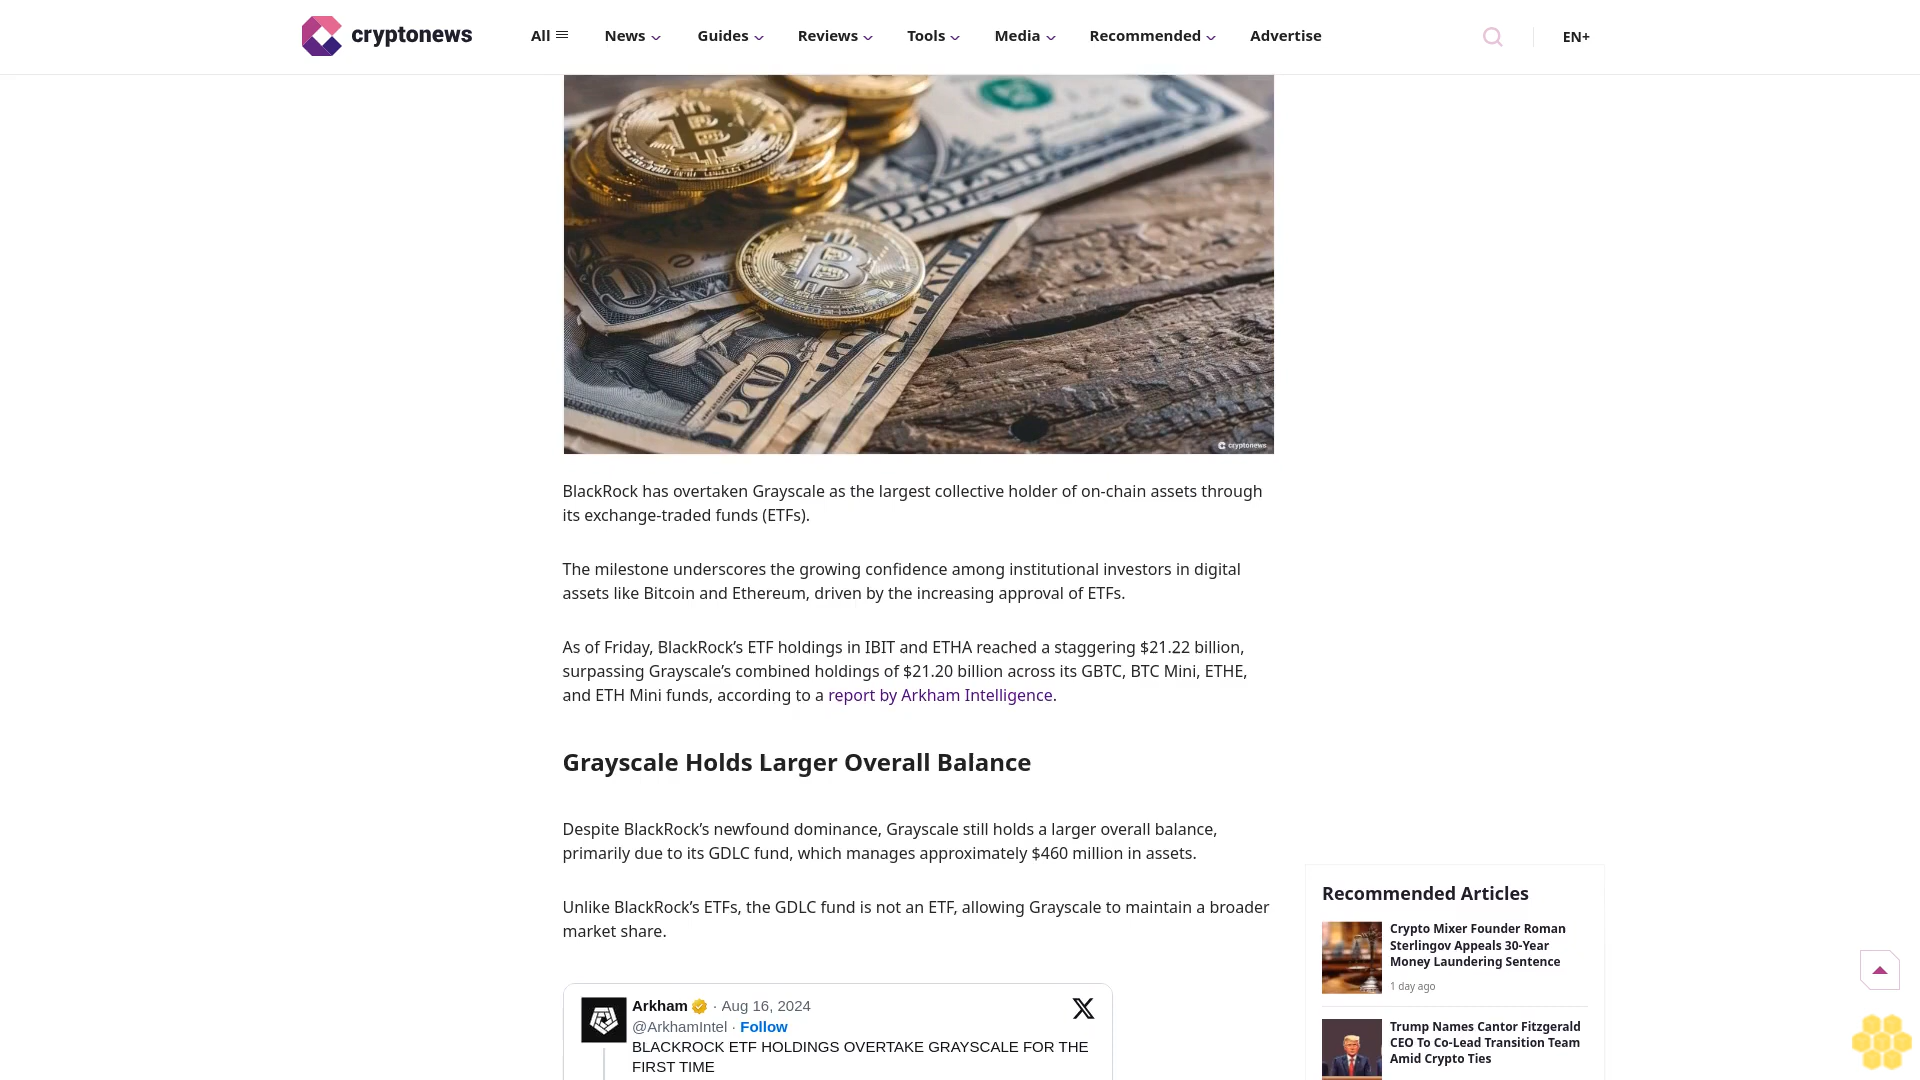 cryptonews
All
News
Guides
Reviews
Tools
Media
Recommended
Advertise
EN+
cryptonews
BlackRock has overtaken Grayscale as the largest collective holder of on-chain assets through
its exchange-traded funds (ETFs).
The milestone underscores the growing confidence among institutional investors in digital
assets like Bitcoin and Ethereum, driven by the increasing approval of ETFs.
As of Friday, BlackRock’s ETF holdings in IBIT and ETHA reached a staggering $21.22 billion,
surpassing Grayscale’s combined holdings of $21.20 billion across its GBTC, BTC Mini, ETHE,
and ETH Mini funds, according to a report by Arkham Intelligence.
Grayscale Holds Larger Overall Balance
Despite BlackRock’s newfound dominance, Grayscale still holds a larger overall balance,
primarily due to its GDLC fund, which manages approximately $460 million in assets.
Unlike BlackRock’s ETFs, the GDLC fund is not an ETF, allowing Grayscale to maintain a broader
market share.
Arkham · Aug 16, 2024
@ArkhamIntel · Follow
BLACKROCK ETF HOLDINGS OVERTAKE GRAYSCALE FOR THE
FIRST TIME
Recommended Articles
Crypto Mixer Founder Roman
Sterlingov Appeals 30-Year
Money Laundering Sentence
1 day ago
Trump Names Cantor Fitzgerald
CEO To Co-Lead Transition Team
Amid Crypto Ties